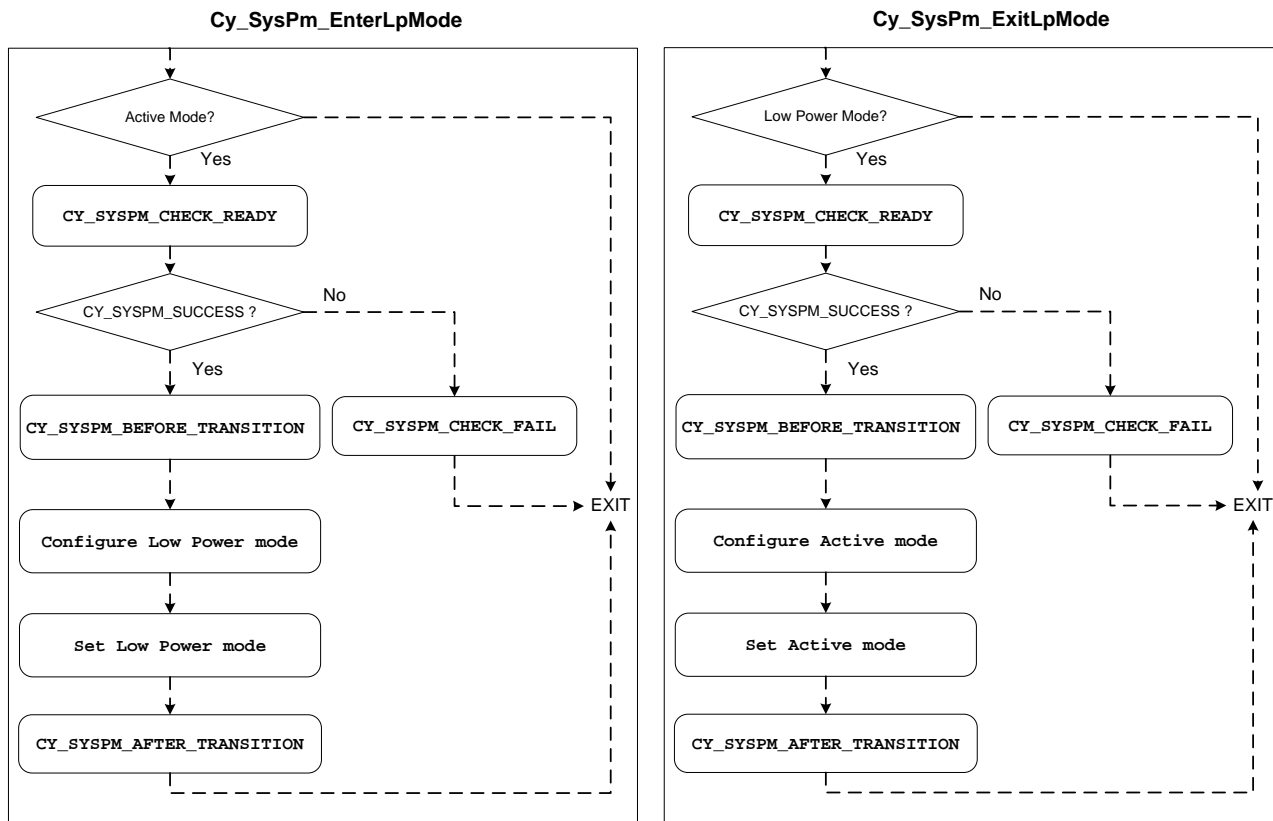 Cy_SysPm_EnterLpMode
Active Mode?
Yes
CY_SYSPM_CHECK_READY
CY_SYSPM_SUCCESS ?
No
Yes
CY_SYSPM_BEFORE_TRANSITION
CY_SYSPM_CHECK_FAIL
EXIT
Configure Low Power mode
Set Low Power mode
CY_SYSPM_AFTER_TRANSITION
Cy_SysPm_ExitLpMode
Low Power Mode?
Yes
CY_SYSPM_CHECK_READY
CY_SYSPM_SUCCESS ?
No
Yes
CY_SYSPM_BEFORE_TRANSITION
CY_SYSPM_CHECK_FAIL
EXIT
Configure Active mode
Set Active mode
CY_SYSPM_AFTER_TRANSITION